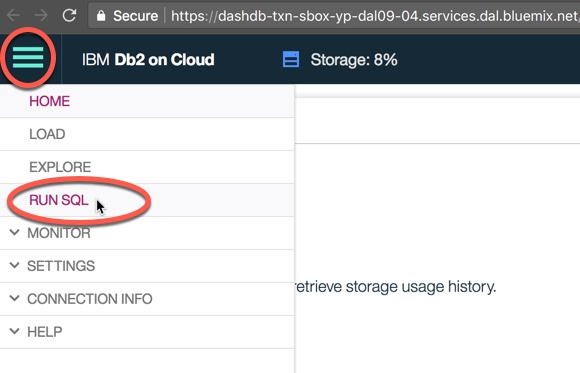 Secure https://dashdb-txn-sbox-yp-dal09-04.services.dal.bluemix.net/
IBM Db2 on Cloud Storage: 8%
HOME
LOAD
EXPLORE
RUN SQL
MONITOR
SETTINGS
retrieve storage usage history.
CONNECTION INFO
HELP